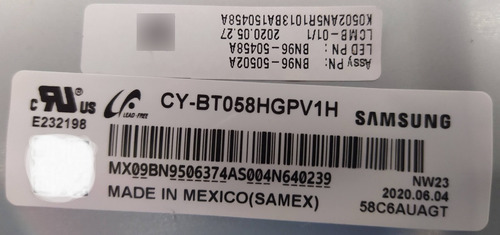 Assy PN: BN96-50502A
LED PN: BN96-50458A
LCMB-01/1 2020.05.27
K0502AN5R1013BA150458A
c RU US
E232198
LEAD-FREE
CY-BT058HGPV1H
SAMSUNG
MX09BN9506374AS004N640239
NW23
2020.06.04
MADE IN MEXICO(SAMEX)
58C6AUAGT